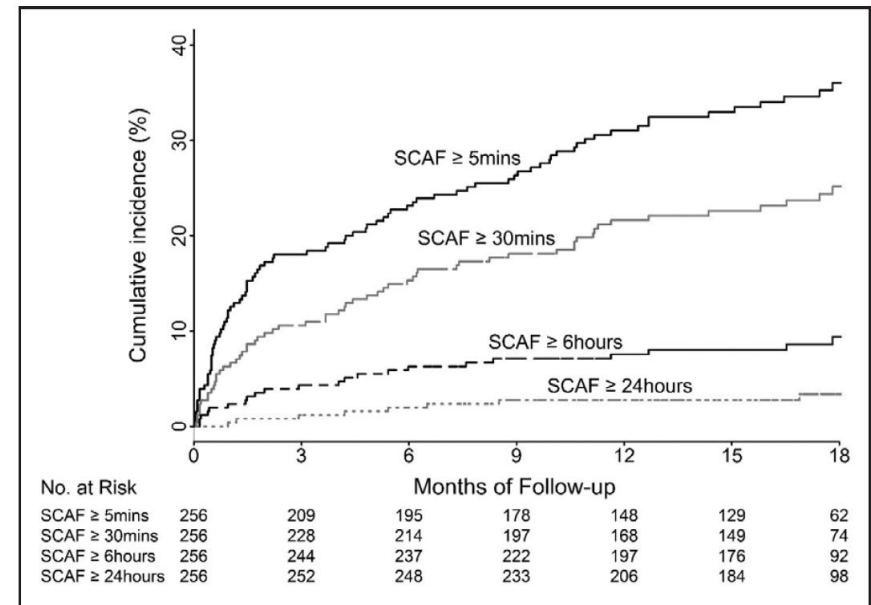 Cumulative incidence (%)
40
30
20
10
0
SCAF ≥ 5mins
SCAF ≥ 30mins
SCAF ≥ 6hours
SCAF ≥ 24hours
0 3 6 9 12 15 18
Months of Follow-up
No. at Risk
SCAF ≥ 5mins 256 209 195 178 148 129 62
SCAF ≥ 30mins 256 228 214 197 168 149 74
SCAF ≥ 6hours 256 244 237 222 197 176 92
SCAF ≥ 24hours 256 252 248 233 206 184 98